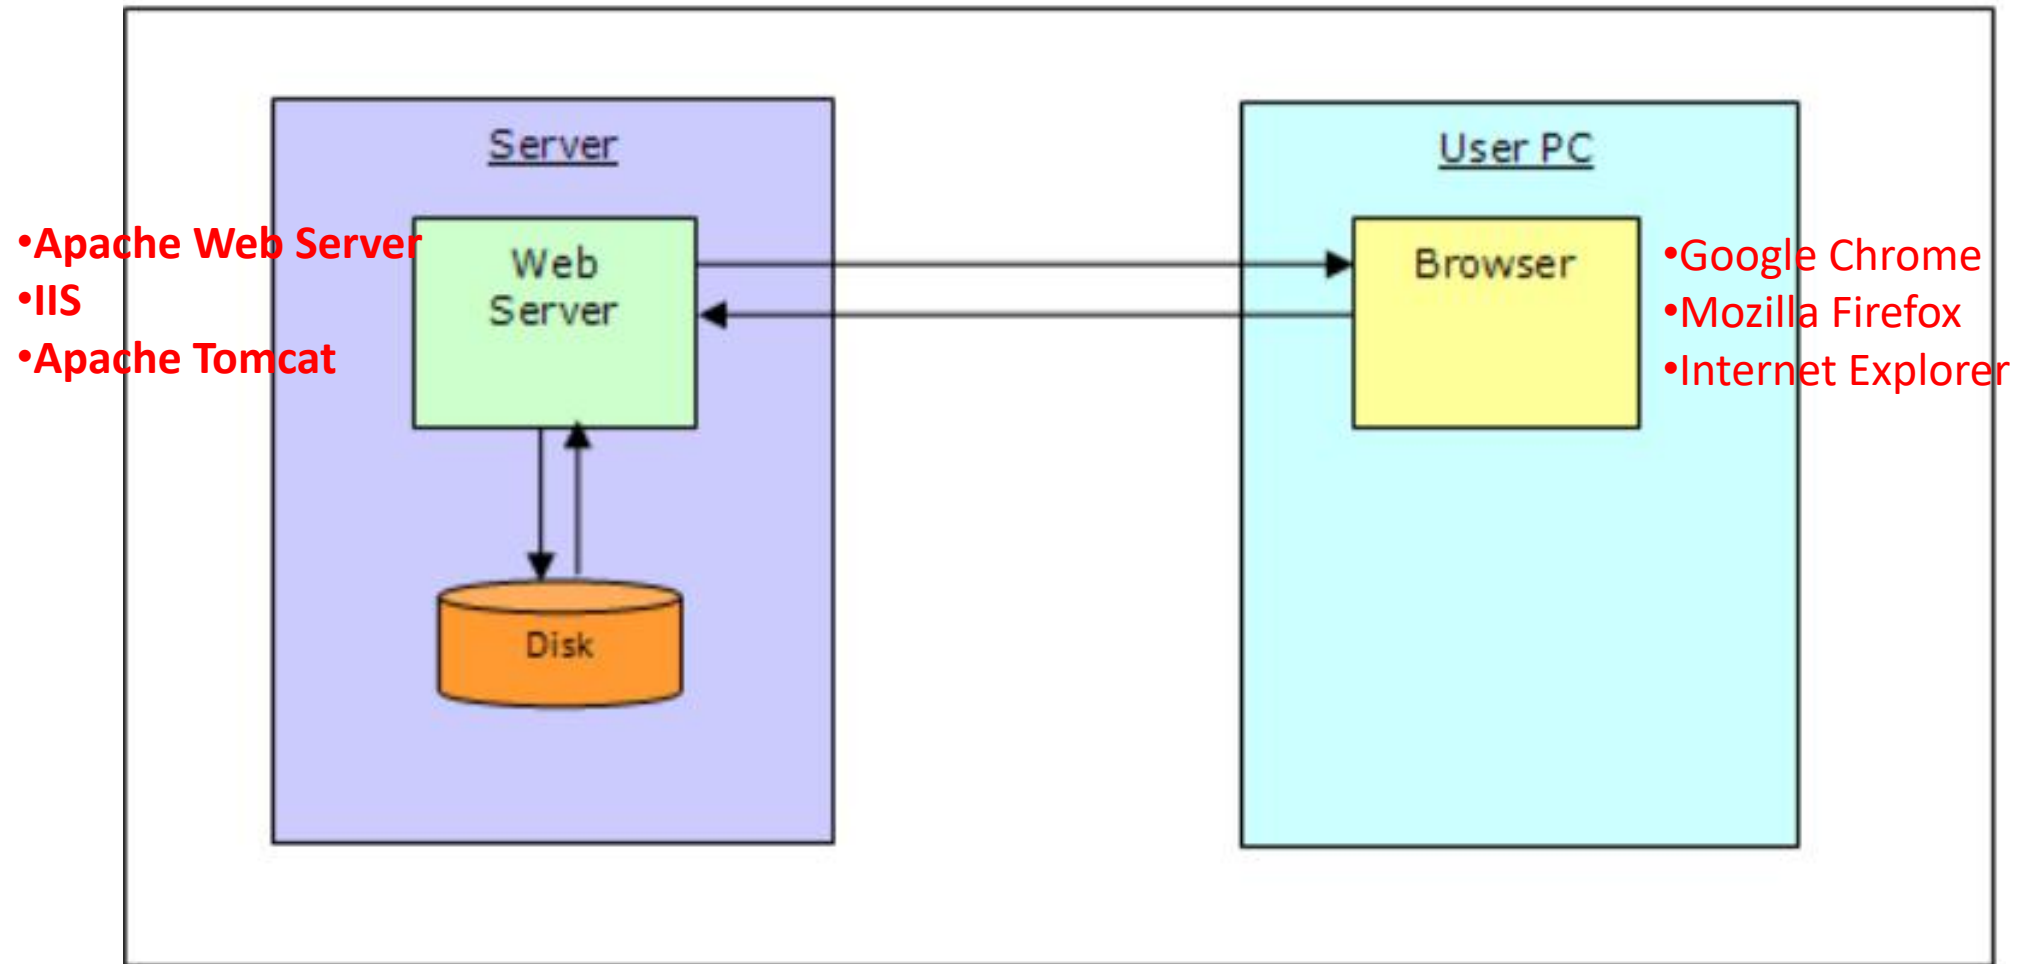 Server
User PC
•Apache Web Server
•IIS
•Apache Tomcat
Web
Server
Browser
•Google Chrome
•Mozilla Firefox
•Internet Explorer
Disk